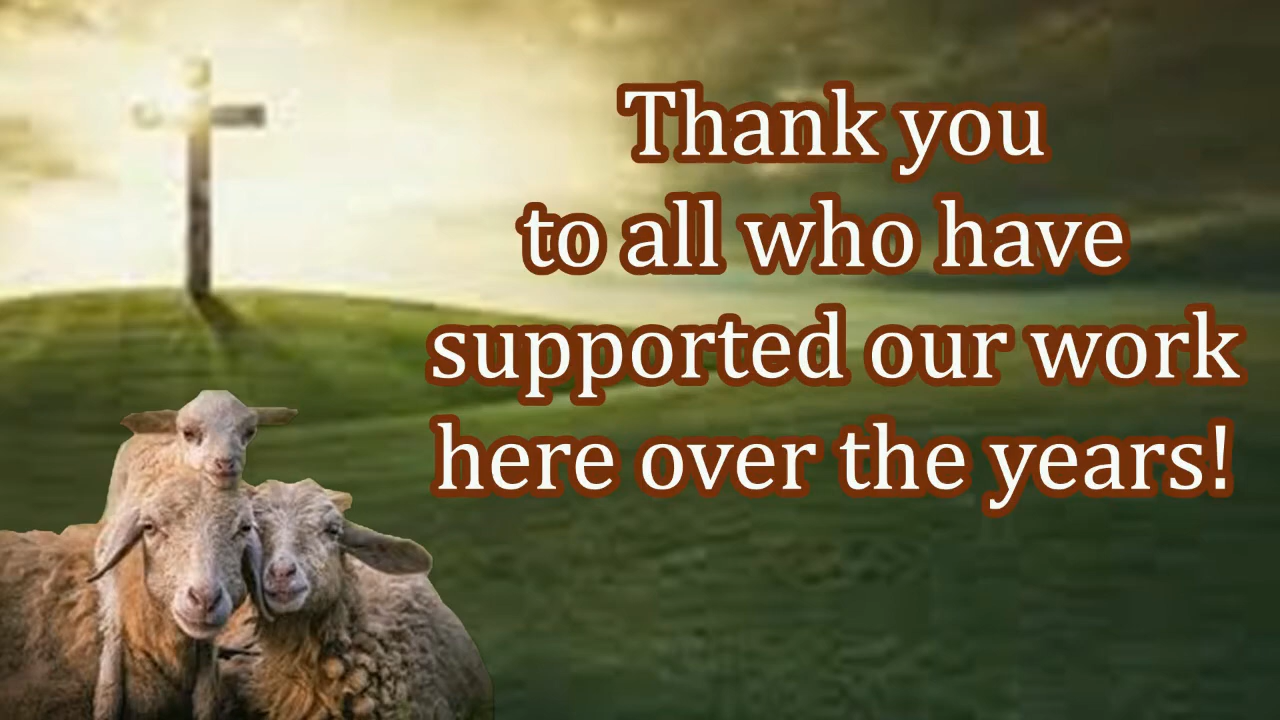 Thank you
to all who have
supported our work
here over the years!